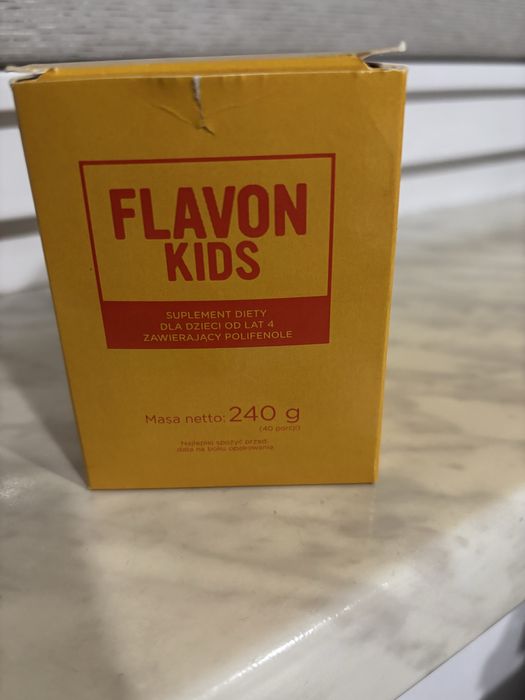 FLAVON
KIDS
SUPLEMENT DIETY
DLA DZIECI OD LAT 4
ZAWIERAJĄCY POLIFENOLE
Masa netto: 240 g
(40 porcji)
Najlepiej spożyć przed:
data na boku opakowania